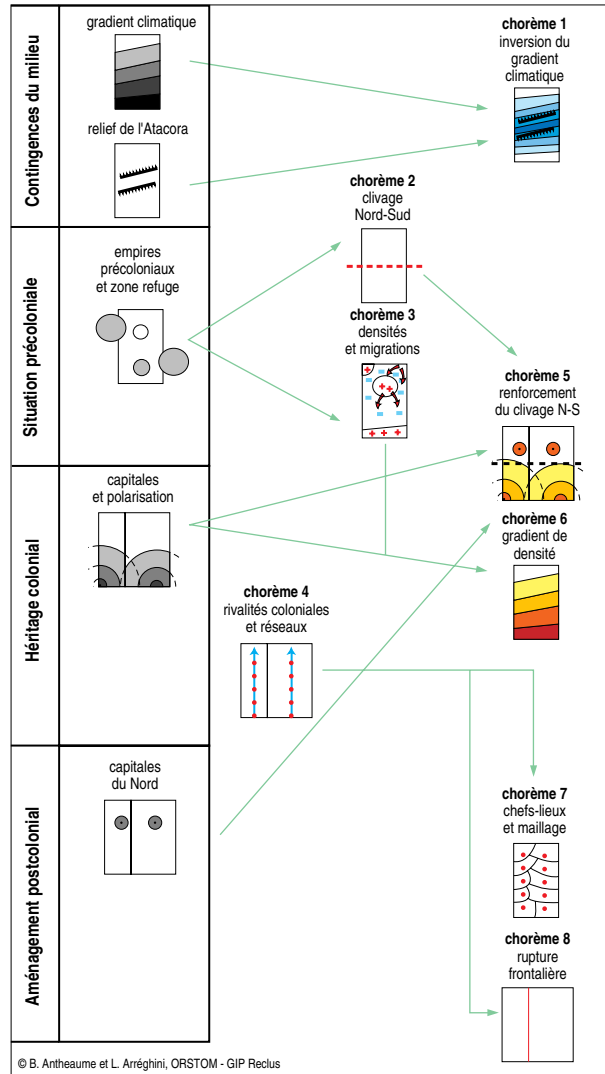 Contingences du milieu
gradient climatique
relief de l'Atacora
chorème 1
inversion du
gradient
climatique
Situation précoloniale
empires
précoloniaux
et zone refuge
chorème 2
clivage
Nord-Sud
chorème 3
densités
et migrations
chorème 5
renforcement
du clivage N-S
Héritage colonial
capitales
et polarisation
chorème 4
rivalités coloniales
et réseaux
chorème 6
gradient de
densité
Aménagement postcolonial
capitales
du Nord
chorème 7
chefs-lieux
et maillage
chorème 8
rupture
frontalière
© B. Antheaume et L. Arréghini, ORSTOM - GIP Reclus